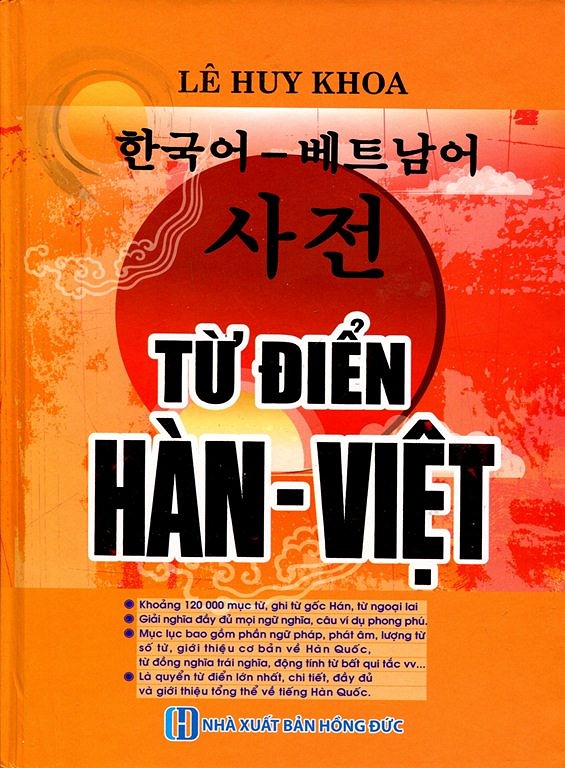 LÊ HUY KHOA
한국어 – 베트남어
사전
TỪ ĐIỂN
HÀN - VIỆT
Khoảng 120 000 mục từ, ghi từ gốc Hán, từ ngoại lai
Giải nghĩa đầy đủ mọi ngữ nghĩa, câu ví dụ phong phú.
Mục lục bao gồm phần ngữ pháp, phát âm, lượng từ
số từ, giới thiệu cơ bản về Hàn Quốc,
từ đồng nghĩa trái nghĩa, động tính từ bất qui tắc vv...
Là quyển từ điển lớn nhất, chi tiết, đầy đủ
và giới thiệu tổng thể về tiếng Hàn Quốc.
NHÀ XUẤT BẢN HỒNG ĐỨC